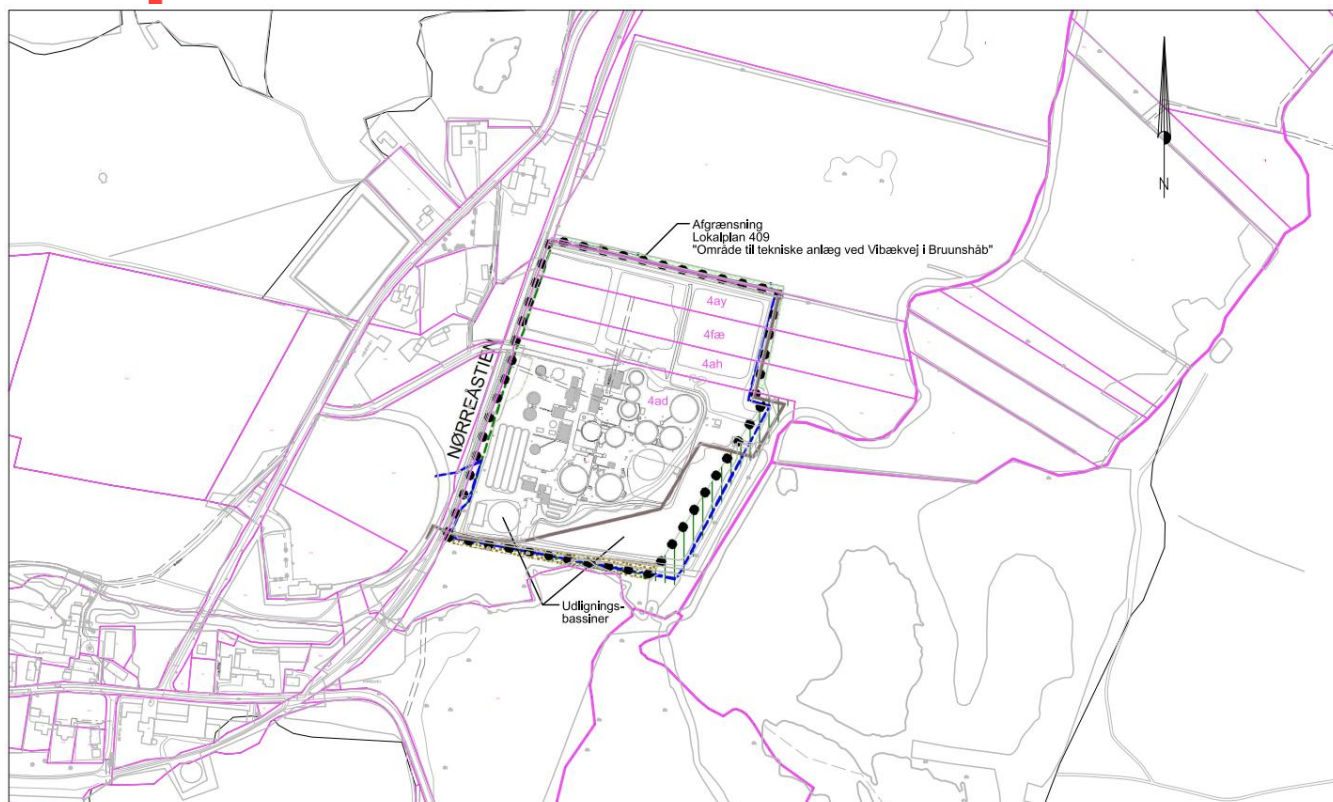 N
Afgrænsning
Lokalplan 409
"Område til tekniske anlæg ved Vibækvej i Bruunshåb"
4ay
4fæ
4ah
4ad
NØRREÅSTIEN
Udlignings-
bassiner